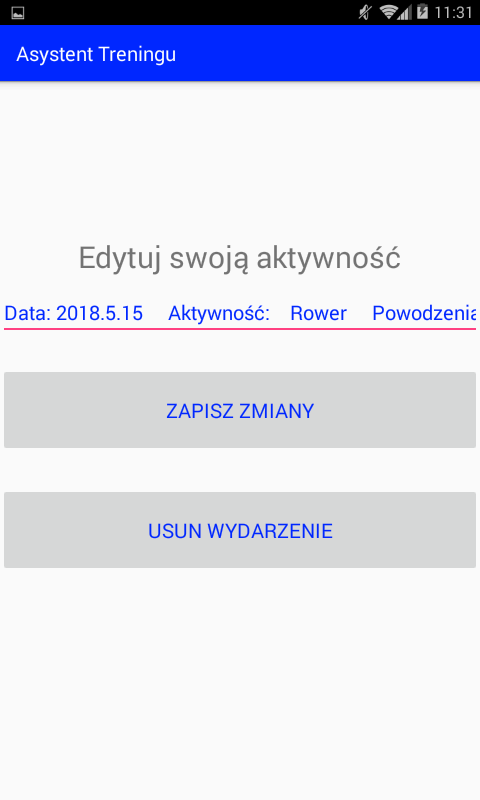 11:31
Asystent Treningu
Edytuj swoją aktywność
Data: 2018.5.15 Aktywność: Rower Powodzenia
ZAPISZ ZMIANY
USUN WYDARZENIE